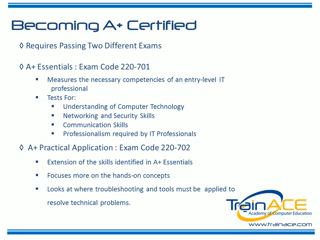 Becoming A+ Certified
◊ Requires Passing Two Different Exams
◊ A+ Essentials : Exam Code 220-701
▪ Measures the necessary competencies of an entry-level IT
professional
▪ Tests For:
▪ Understanding of Computer Technology
▪ Networking and Security Skills
▪ Communication Skills
▪ Professionalism required by IT Professionals
◊ A+ Practical Application : Exam Code 220-702
▪ Extension of the skills identified in A+ Essentials
▪ Focuses more on the hands-on concepts
▪ Looks at where troubleshooting and tools must be applied to
resolve technical problems.
TrainACE
Academy of Computer Education
www.trainace.com